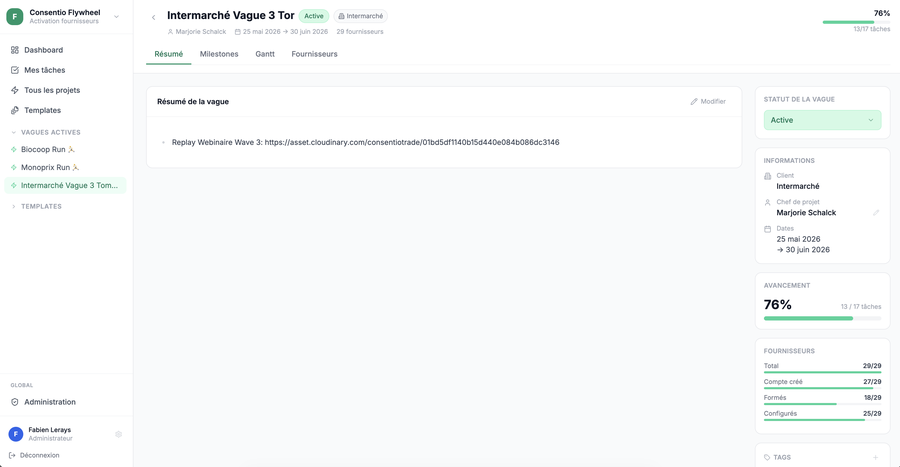 Consentio Flywheel
Activation fournisseurs
Dashboard
Mes tâches
Tous les projets
Templates
VAGUES ACTIVES
Biocoop Run 🏃
Monoprix Run 🏃
Intermarché Vague 3 Tom...
TEMPLATES
GLOBAL
Administration
F
Fabien Lerays
Administrateur
Déconnexion
Intermarché Vague 3 Tor
Active
Intermarché
Marjorie Schalck
25 mai 2026 → 30 juin 2026
29 fournisseurs
76%
13/17 tâches
Résumé
Milestones
Gantt
Fournisseurs
Résumé de la vague
Modifier
Replay Webinaire Wave 3: https://asset.cloudinary.com/consentiotrade/01bd5df1140b15d440e084b086dc3146
STATUT DE LA VAGUE
Active
INFORMATIONS
Client
Intermarché
Chef de projet
Marjorie Schalck
Dates
25 mai 2026
→ 30 juin 2026
AVANCEMENT
76%
13 / 17 tâches
FOURNISSEURS
Total 29/29
Compte créé 27/29
Formés 18/29
Configurés 25/29
TAGS